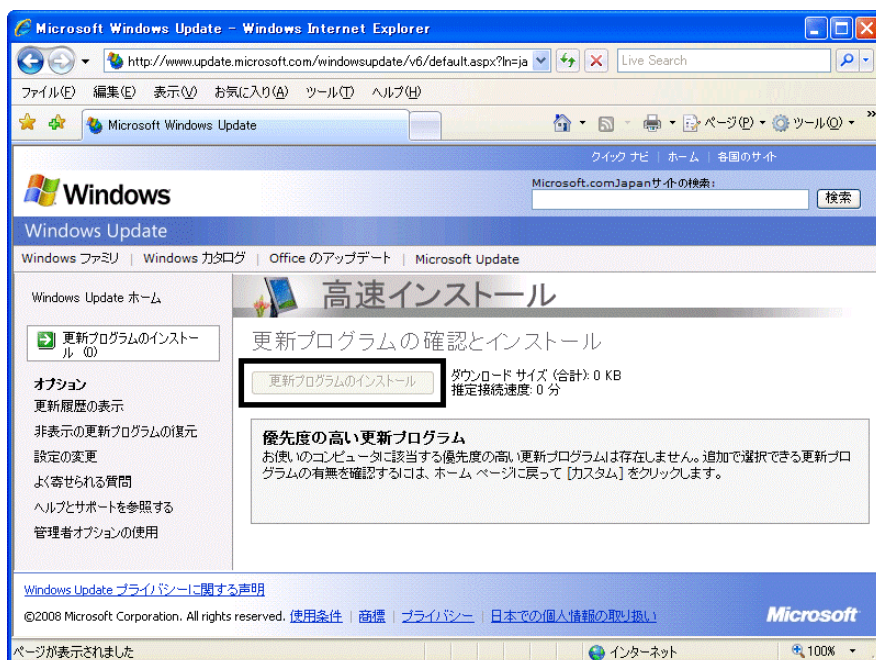 Microsoft Windows Update - Windows Internet Explorer
http://www.update.microsoft.com/windowsupdate/v6/default.aspx?ln=ja
Live Search
ファイル(F) 編集(E) 表示(V) お気に入り(A) ツール(T) ヘルプ(H)
Microsoft Windows Update
ページ(P) ツール(O)
クイック ナビ | ホーム | 各国のサイト
Windows
Microsoft.comJapanサイトの検索:
検索
Windows Update
Windows ファミリ | Windows カタログ | Office のアップデート | Microsoft Update
Windows Update ホーム
高速インストール
更新プログラムのインストール (0)
更新プログラムの確認とインストール
更新プログラムのインストール
ダウンロード サイズ (合計): 0 KB
推定接続速度: 0 分
オプション
更新履歴の表示
非表示の更新プログラムの復元
設定の変更
よく寄せられる質問
ヘルプとサポートを参照する
管理者オプションの使用
優先度の高い更新プログラム
お使いのコンピュータに該当する優先度の高い更新プログラムは存在しません。追加で選択できる更新プロ
グラムの有無を確認するには、ホーム ページに戻って [カスタム] をクリックします。
Windows Update プライバシーに関する声明
©2008 Microsoft Corporation. All rights reserved. 使用条件 | 商標 | プライバシー | 日本での個人情報の取り扱い
Microsoft
ページが表示されました
インターネット
100%